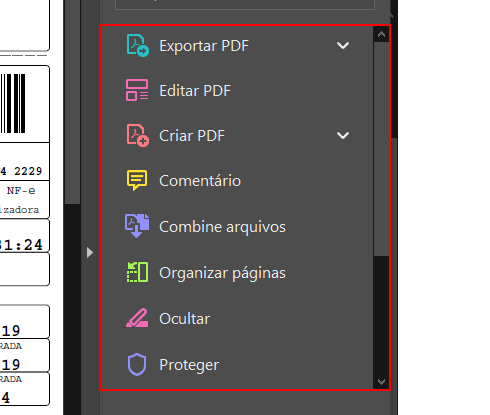 Exportar PDF
Editar PDF
Criar PDF
Comentário
Combine arquivos
Organizar páginas
Ocultar
Proteger
4 2229
NF-e
31:24
19
RADA
19
RADA
4